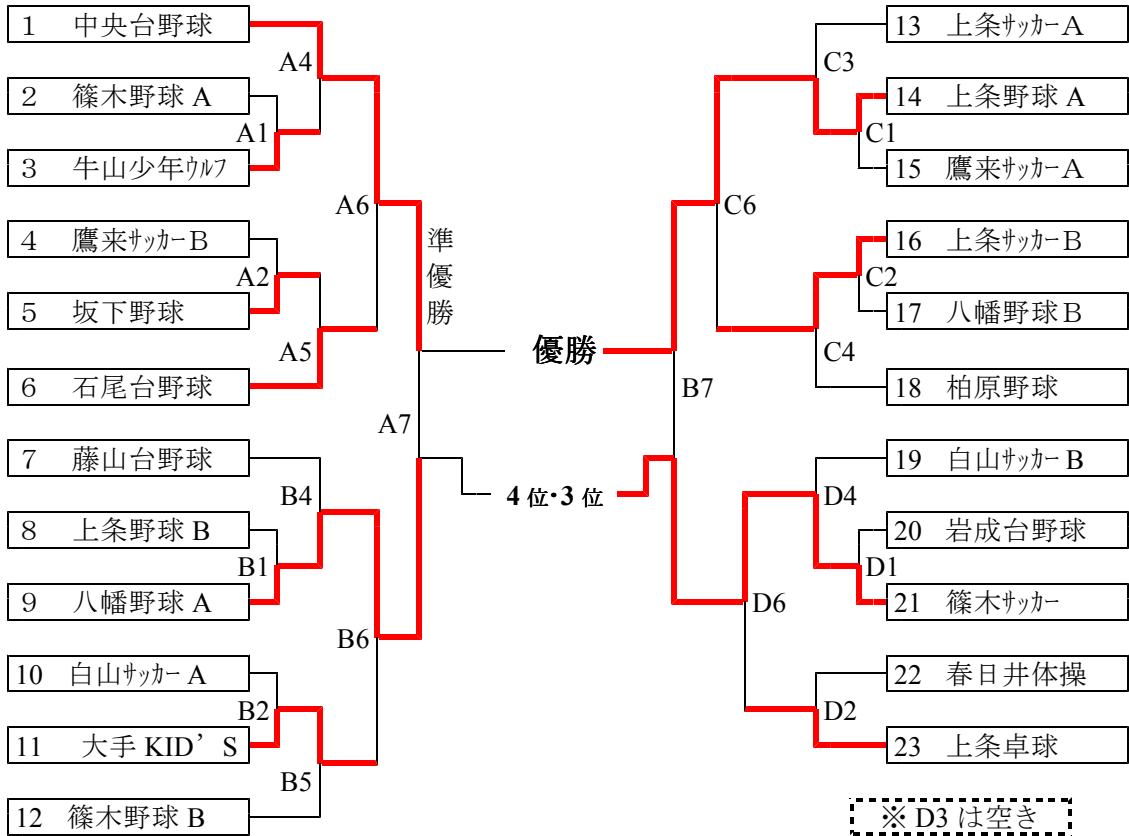 1 中央台野球
A4
2 篠木野球 A
A1
3 牛山少年ｳﾙﾌ
A6
4 鷹来ｻｯｶｰB
A2
5 坂下野球
A5
6 石尾台野球
準優勝
A7
7 藤山台野球
B4
8 上条野球 B
B1
9 八幡野球 A
B6
10 白山ｻｯｶｰ A
B2
11 大手 KID’S
B5
12 篠木野球 B
優勝
4 位･3 位
13 上条ｻｯｶｰA
C3
14 上条野球 A
C1
15 鷹来ｻｯｶｰA
C6
16 上条ｻｯｶｰB
C2
17 八幡野球B
C4
18 柏原野球
B7
19 白山ｻｯｶｰ B
D4
20 岩成台野球
D1
21 篠木ｻｯｶｰ
D6
22 春日井体操
D2
23 上条卓球
※ D3 は空き